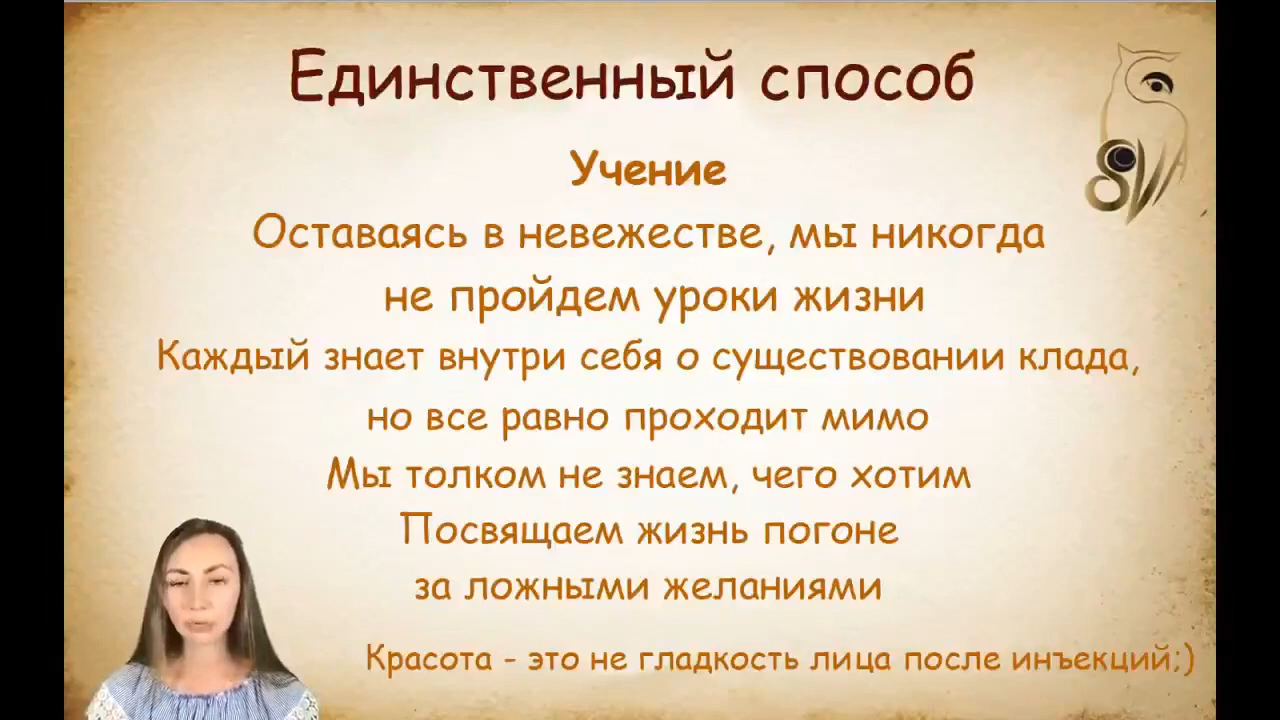 Единственный способ
Учение
Оставаясь в невежестве, мы никогда
не пройдем уроки жизни
Каждый знает внутри себя о существовании клада,
но все равно проходит мимо
Мы толком не знаем, чего хотим
Посвящаем жизнь погоне
за ложными желаниями
Красота - это не гладкость лица после инъекций;)
SVA